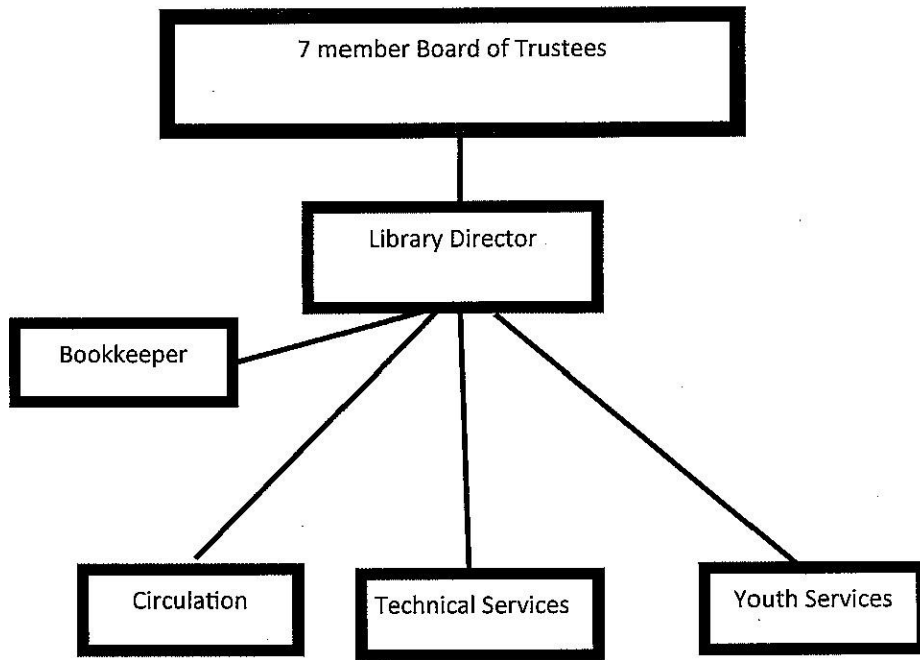 7 member Board of Trustees
Library Director
Bookkeeper
Circulation
Technical Services
Youth Services